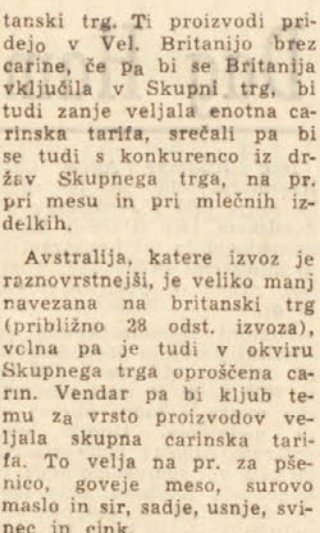 tanski trg. Ti proizvodi pri-
dejo v Vel. Britanijo brez
carine, če pa bi se Britanija
vključila v Skupni trg, bi
tudi zanje veljala enotna ca-
rinska tarifa, srečali pa bi
se tudi s konkurenco iz dr-
žav Skupnega trga, na pr.
pri mesu in pri mlečnih iz-
delkih.
Avstralija, katere izvoz je
raznovrstnejši, je veliko manj
navezana na britanski trg
(približno 28 odst. izvoza),
volna pa je tudi v okviru
Skupnega trga oproščena ca-
rin. Vendar pa bi kljub te-
mu za vrsto proizvodov ve-
ljala skupna carinska tari-
fa. To velja na pr. za pše-
nico, goveje meso, surovo
maslo in sir, sadje, usnje, svi-
nec in cink.